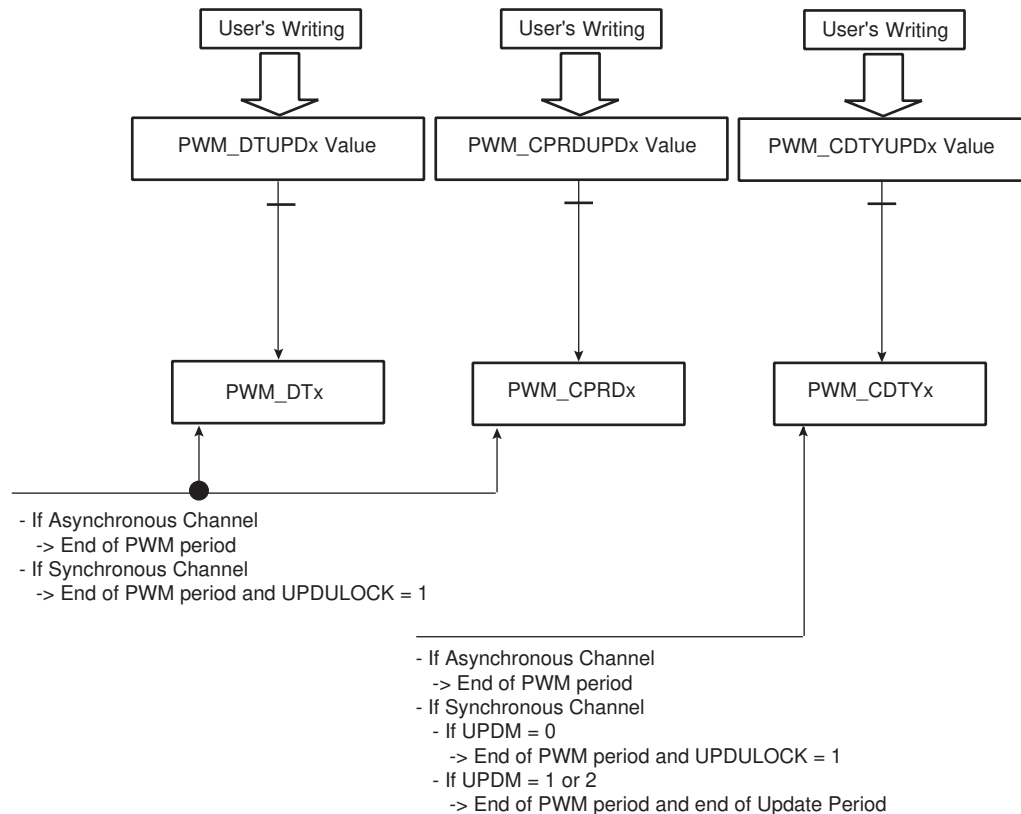 User's Writing
User's Writing
User's Writing
PWM_DTUPDx Value
PWM_CPRDUPDx Value
PWM_CDTYUPDx Value
PWM_DTx
PWM_CPRDx
PWM_CDTYx
- If Asynchronous Channel
-> End of PWM period
- If Synchronous Channel
-> End of PWM period and UPDULOCK = 1
- If Asynchronous Channel
-> End of PWM period
- If Synchronous Channel
- If UPDM = 0
-> End of PWM period and UPDULOCK = 1
- If UPDM = 1 or 2
-> End of PWM period and end of Update Period